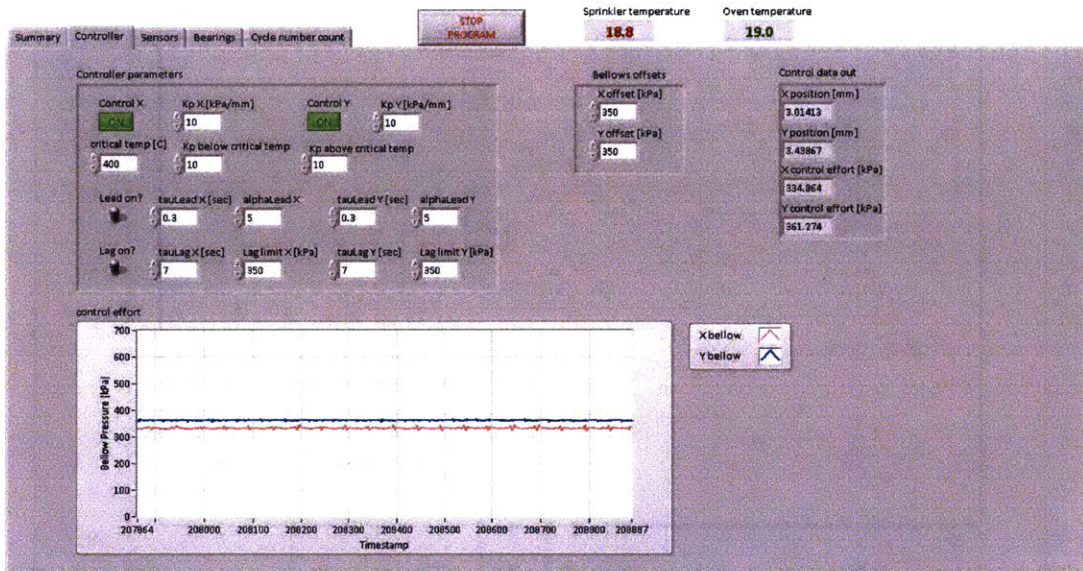 STOP
PROGRAM
Sprinkler temperature
18.8
Oven temperature
19.0
Summary
Controller
Sensors
Bearings
Cycle number count
Controller parameters
Control X
ON
Kp X [kPa/mm]
10
Control Y
ON
Kp Y [kPa/mm]
10
critical temp [C]
400
Kp below critical temp
10
Kp above critical temp
10
Lead on?
tauLead X [sec]
0.3
alphaLead X
5
tauLead Y [sec]
0.3
alphaLead Y
5
Lag on?
tauLag X [sec]
7
Lag limit X [kPa]
350
tauLag Y [sec]
7
Lag limit Y [kPa]
350
Bellows offsets
X offset [kPa]
350
Y offset [kPa]
350
Control data out
X position [mm]
3.01413
Y position [mm]
3.43867
X control effort [kPa]
334.864
Y control effort [kPa]
361.274
control effort
Bellow Pressure [kPa]
700
600
500
400
300
200
100
0
207864
208000
208100
208200
208300
208400
208500
208600
208700
208800
208887
Timestamp
X bellow
Y bellow